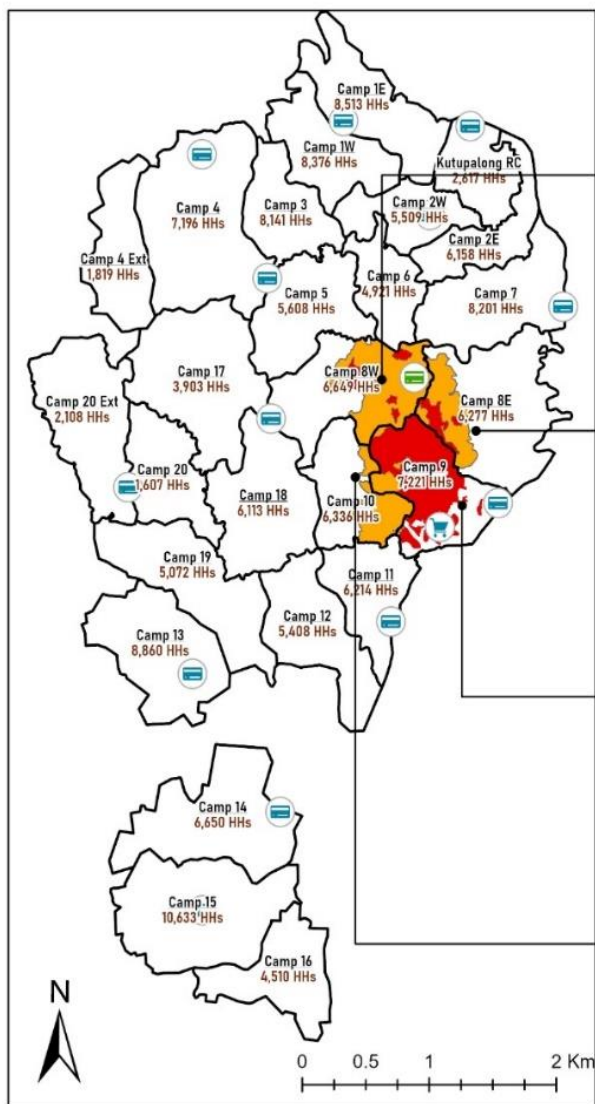 Camp 1E
8,513 HHs
Camp 1W
8,376 HHs
Kutupalong RC
2,617 HHs
Camp 4
7,196 HHs
Camp 3
8,141 HHs
Camp 2W
5,509 HHs
Camp 2E
6,158 HHs
Camp 4 Ext
1,819 HHs
Camp 6
4,921 HHs
Camp 5
5,608 HHs
Camp 7
8,201 HHs
Camp 17
3,903 HHs
Camp 8W
6,649 HHs
Camp 20 Ext
2,108 HHs
Camp 8E
6,277 HHs
Camp 9
7,221 HHs
Camp 20
1,607 HHs
Camp 18
6,113 HHs
Camp 10
6,336 HHs
Camp 19
5,072 HHs
Camp 11
6,214 HHs
Camp 12
5,408 HHs
Camp 13
8,860 HHs
Camp 14
6,650 HHs
Camp 15
10,633 HHs
Camp 16
4,510 HHs
N
0 0.5 1 2 Km